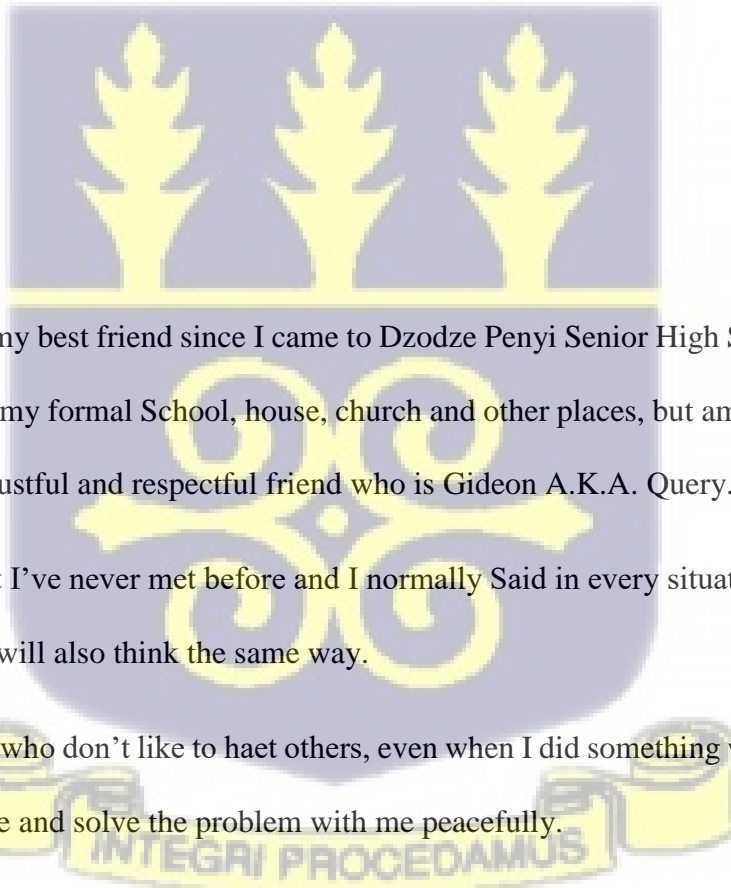 my best friend since I came to Dzodze Penyi Senior High S
my formal School, house, church and other places, but am
ustful and respectful friend who is Gideon A.K.A. Query.
I've never met before and I normally Said in every situat
will also think the same way.
who don't like to haet others, even when I did something
e and solve the problem with me peacefully.
INTEGRI PROCEDAMUS